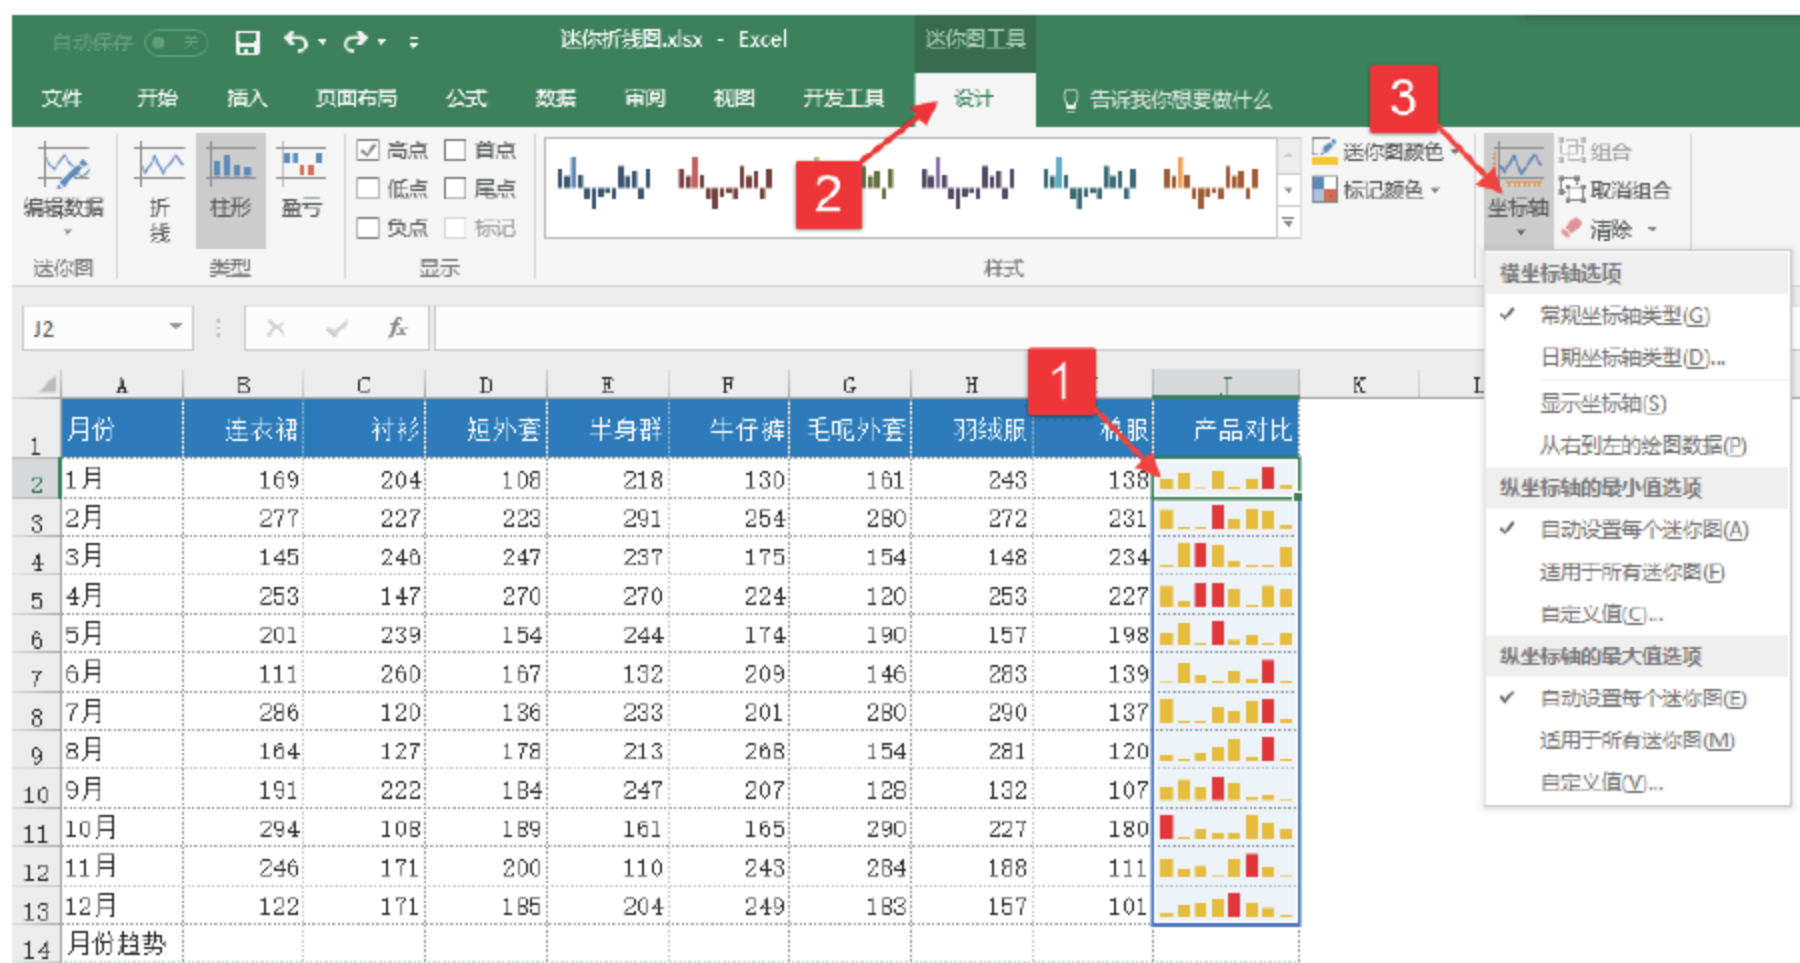 自动保存 关 迷你折线图.xlsx - Excel 迷你图工具
文件 开始 插入 页面布局 公式 数据 审阅 视图 开发工具 设计 告诉我你想要做什么 3
高点 首点 迷你图颜色 组合
低点 尾点 2 标记颜色 取消组合
编辑数据 折线 柱形 盈亏 坐标轴
负点 标记 清除
迷你图 类型 显示 样式
横坐标轴选项
常规坐标轴类型(G)
日期坐标轴类型(D)...
显示坐标轴(S)
从右到左的绘图数据(P)
纵坐标轴的最小值选项
自动设置每个迷你图(A)
适用于所有迷你图(F)
自定义值(C)...
纵坐标轴的最大值选项
自动设置每个迷你图(E)
适用于所有迷你图(M)
自定义值(V)...
J2 fx
1
A B C D E F G H J K L
1 月份 连衣裙 衬衫 短外套 半身群 牛仔裤 毛呢外套 羽绒服 棉服 产品对比
2 1月 169 204 108 218 130 161 243 138
3 2月 277 227 223 291 254 280 272 231
4 3月 145 246 247 237 175 154 148 234
5 4月 253 147 270 270 224 120 253 227
6 5月 201 239 154 244 174 190 157 198
7 6月 111 260 167 132 209 146 283 139
8 7月 286 120 136 233 201 280 290 137
9 8月 164 127 178 213 268 154 281 120
10 9月 191 222 184 247 207 128 132 107
11 10月 294 108 189 161 165 290 227 180
12 11月 246 171 200 110 243 284 188 111
13 12月 122 171 185 204 249 183 157 101
14 月份趋势